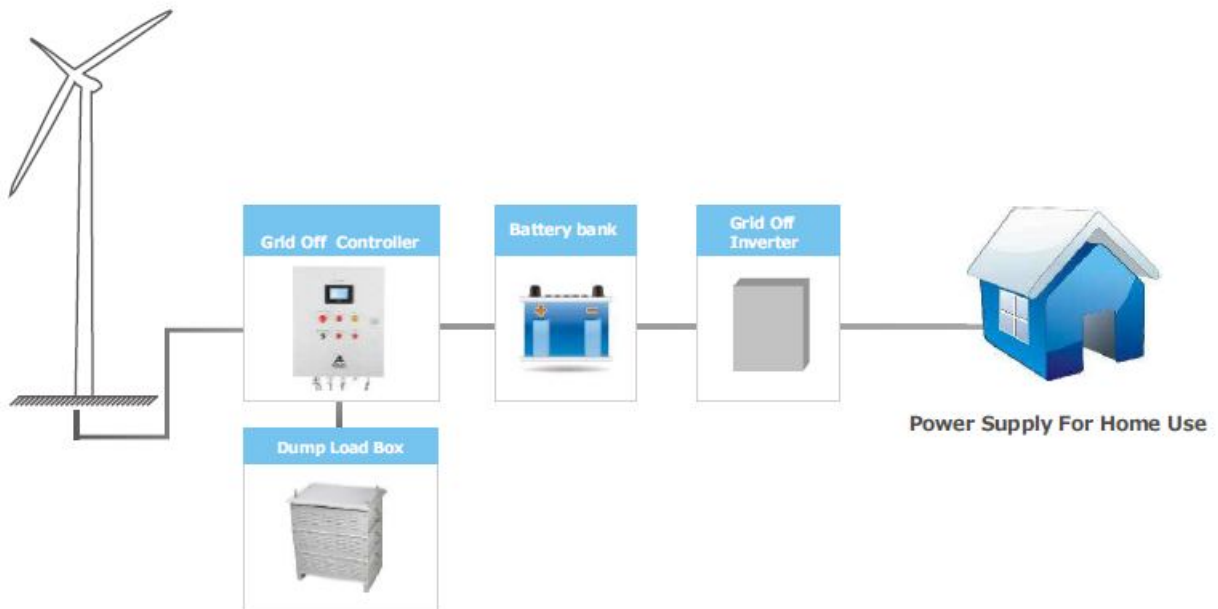 Grid Off Controller
Battery bank
Grid Off
Inverter
Power Supply For Home Use
Dump Load Box